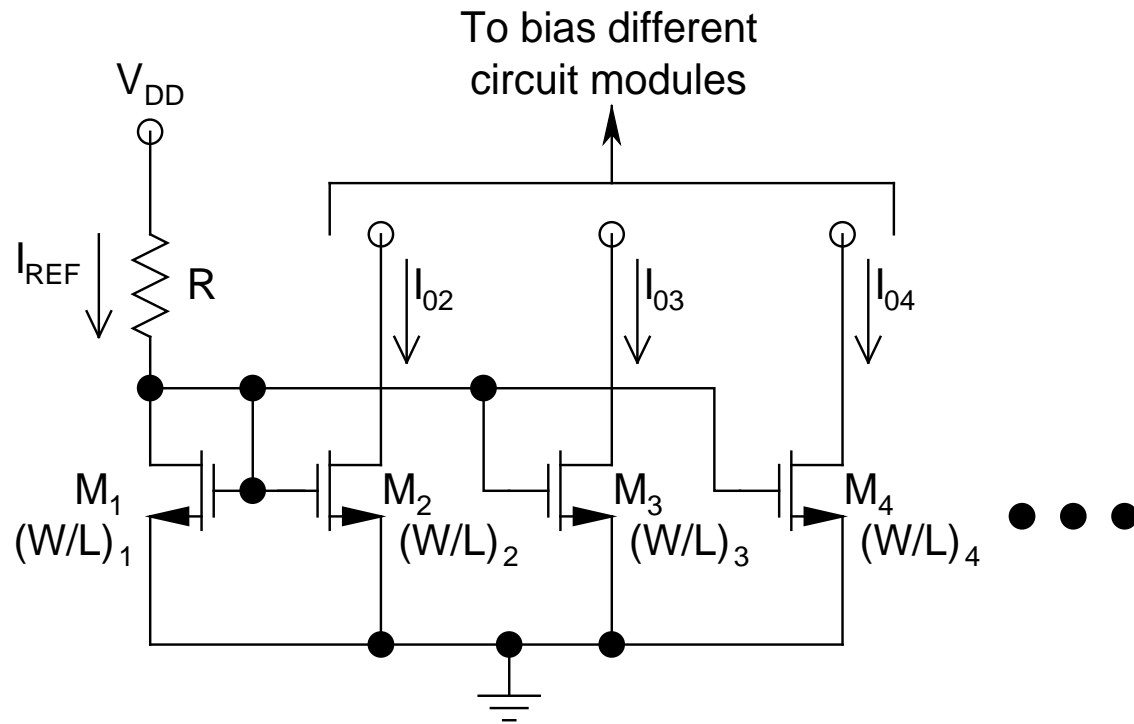 To bias different
circuit modules
V_DD
I_REF
R
I_02
I_03
I_04
M_1
(W/L)_1
M_2
(W/L)_2
M_3
(W/L)_3
M_4
(W/L)_4